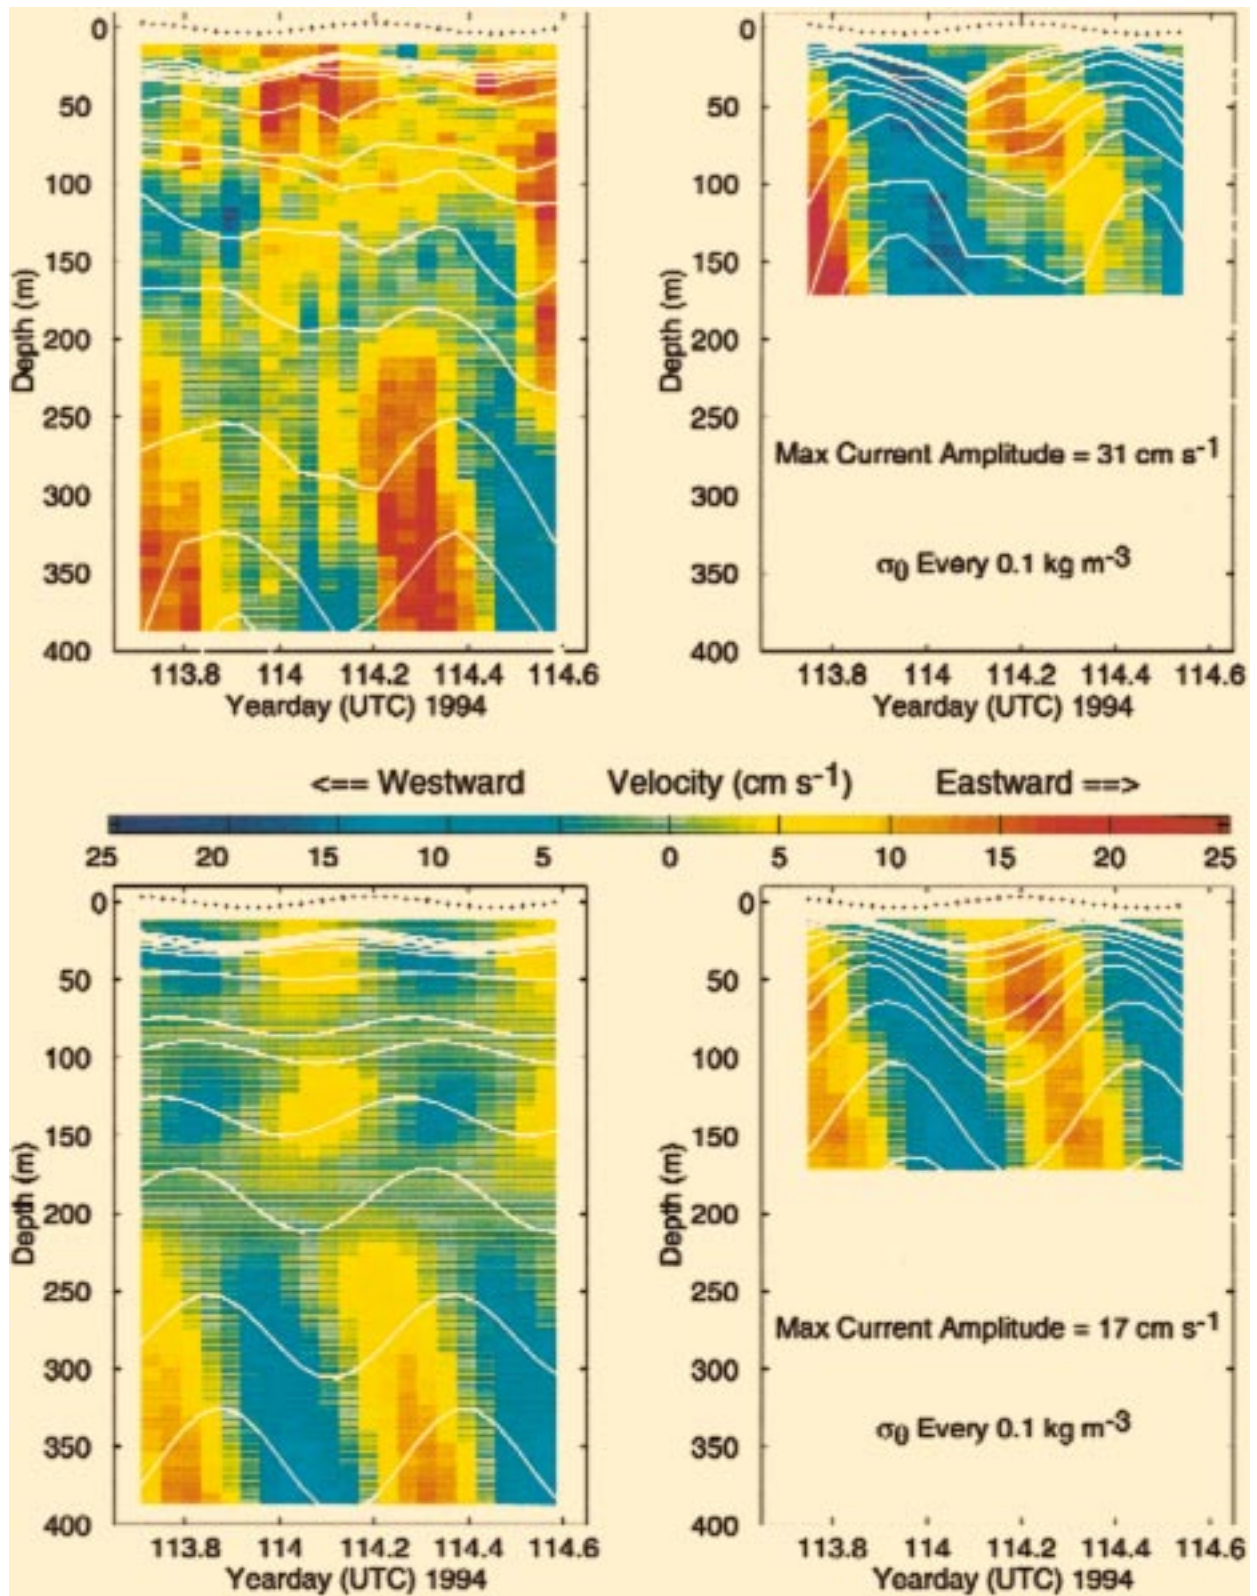 0
50
100
150
200
250
300
350
400
Depth (m)
113.8 114 114.2 114.4 114.6
Yearday (UTC) 1994
0
50
100
150
200
250
300
350
400
Depth (m)
Max Current Amplitude = 31 cm s-1
σ0 Every 0.1 kg m-3
113.8 114 114.2 114.4 114.6
Yearday (UTC) 1994
<== Westward Velocity (cm s-1) Eastward ==>
25 20 15 10 5 0 5 10 15 20 25
0
50
100
150
200
250
300
350
400
Depth (m)
113.8 114 114.2 114.4 114.6
Yearday (UTC) 1994
0
50
100
150
200
250
300
350
400
Depth (m)
Max Current Amplitude = 17 cm s-1
σ0 Every 0.1 kg m-3
113.8 114 114.2 114.4 114.6
Yearday (UTC) 1994